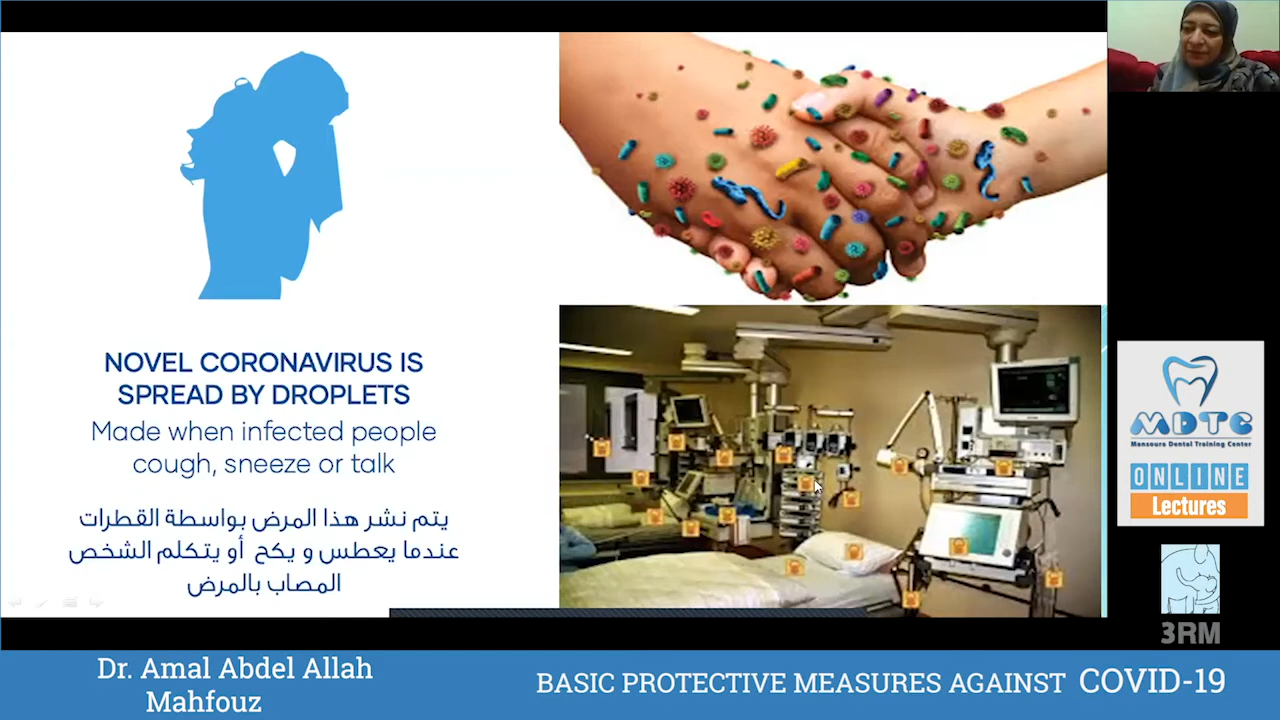 NOVEL CORONAVIRUS IS
SPREAD BY DROPLETS
Made when infected people
cough, sneeze or talk
يتم نشر هذا المرض بواسطة القطرات
عندما يعطس و يكح أو يتكلم الشخص
المصاب بالمرض
MDTC
Mansoura Dental Training Center
ONLINE
Lectures
3RM
Dr. Amal Abdel Allah
Mahfouz
BASIC PROTECTIVE MEASURES AGAINST COVID-19